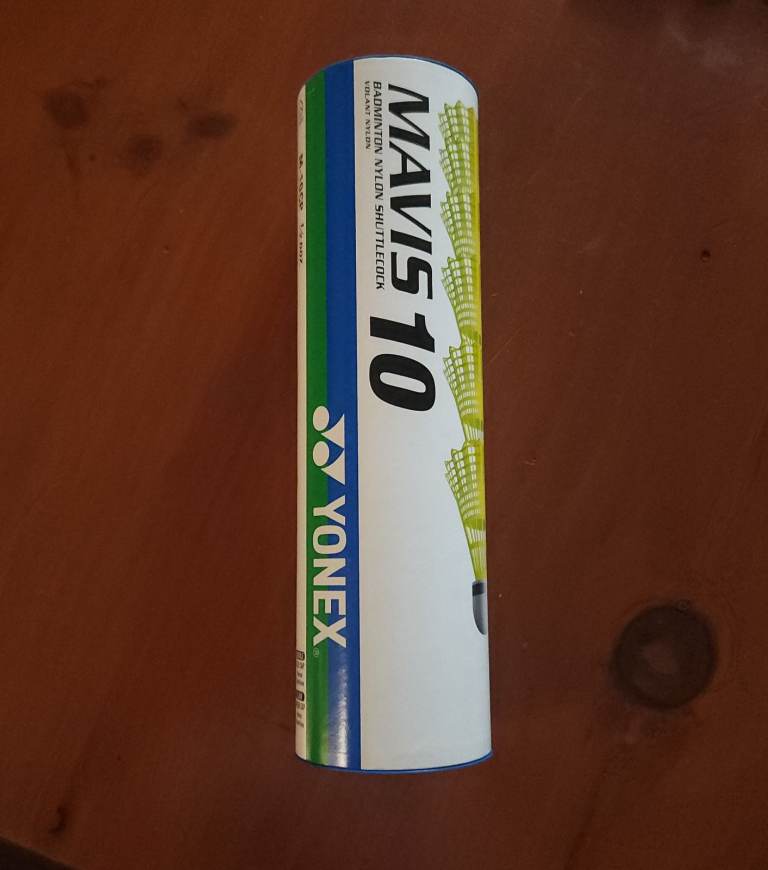 MAVIS 10
BADMINTON NYLON SHUTTLECOCK
VOLANT NYLON
YONEX®